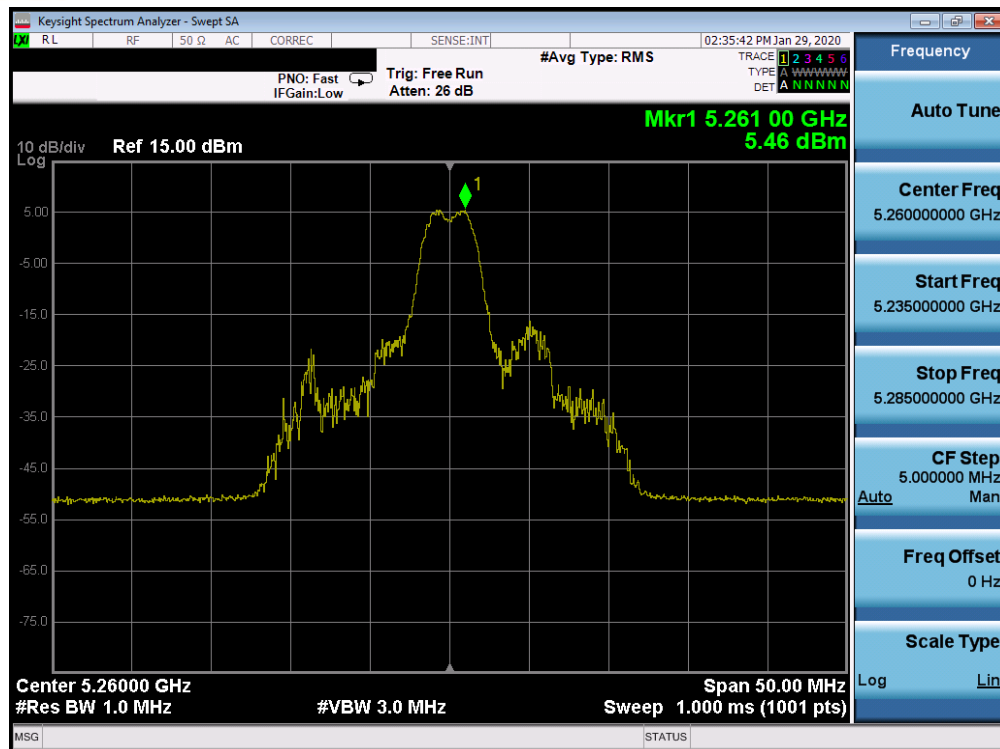 Keysight Spectrum Analyzer - Swept SA
LXI RL RF 50 Ω AC CORREC SENSE:INT 02:35:42 PM Jan 29, 2020
#Avg Type: RMS TRACE 1 2 3 4 5 6
PNO: Fast Trig: Free Run TYPE A WWWWW
IFGain:Low Atten: 26 dB DET A N N N N N
Mkr1 5.261 00 GHz
5.46 dBm
10 dB/div Ref 15.00 dBm
Log
1
5.00
-5.00
-15.0
-25.0
-35.0
-45.0
-55.0
-65.0
-75.0
Center 5.26000 GHz Span 50.00 MHz
#Res BW 1.0 MHz #VBW 3.0 MHz Sweep 1.000 ms (1001 pts)
MSG STATUS
Frequency
Auto Tune
Center Freq
5.260000000 GHz
Start Freq
5.235000000 GHz
Stop Freq
5.285000000 GHz
CF Step
5.000000 MHz
Auto Man
Freq Offset
0 Hz
Scale Type
Log Lin